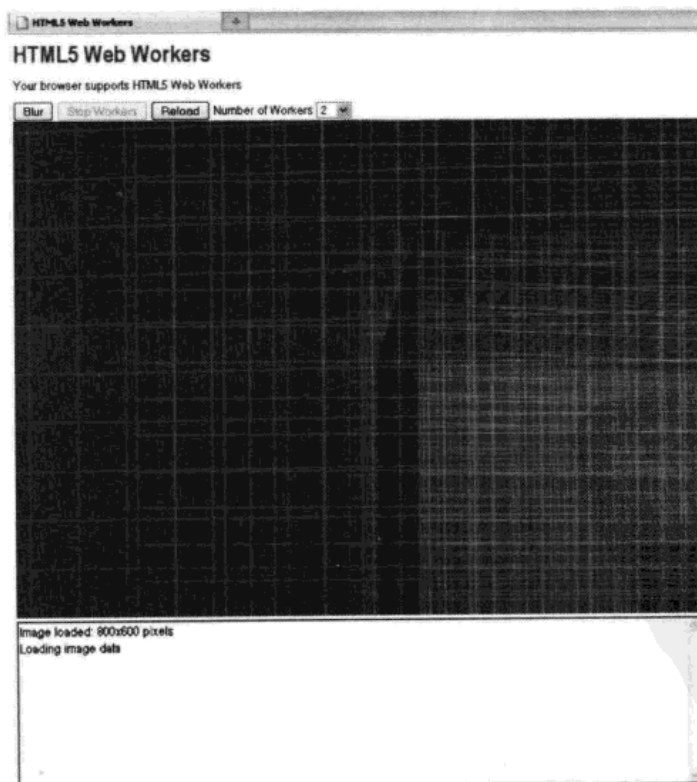 HTML5 Web Workers
HTML5 Web Workers
Your browser supports HTML5 Web Workers
Blur Stop Workers Reload Number of Workers 2
Image loaded: 800x600 pixels
Loading image data